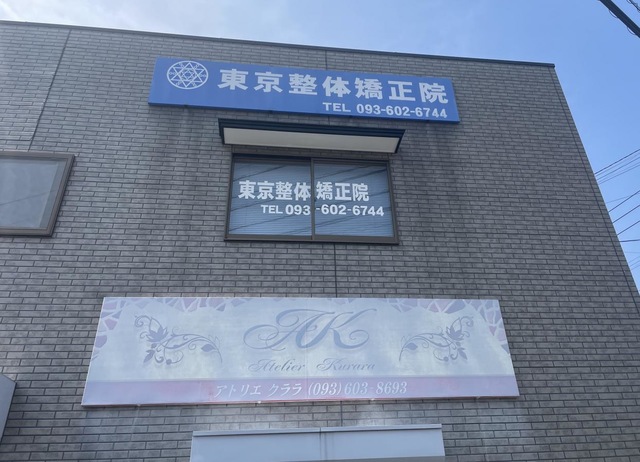 東京整体矯正院
TEL 093-602-6744
東京整体矯正院
TEL 093-602-6744
AK
Atelier Kurara
アトリエ クララ (093)603-8693